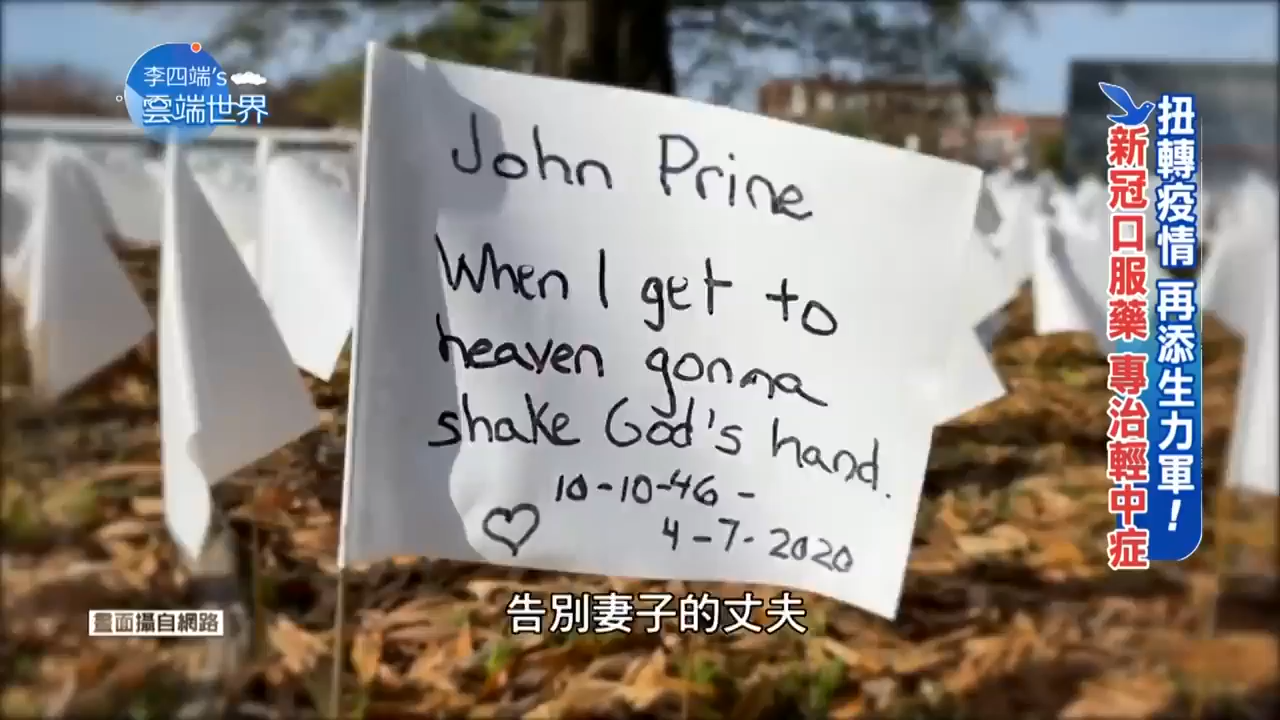 李四端's
雲端世界
John Prine
When I get to
heaven gonna
shake God's hand.
10-10-46 -
♡ 4-7-2020
扭轉疫情 再添生力軍！
新冠口服藥 專治輕中症
畫面攝自網路
告別妻子的丈夫